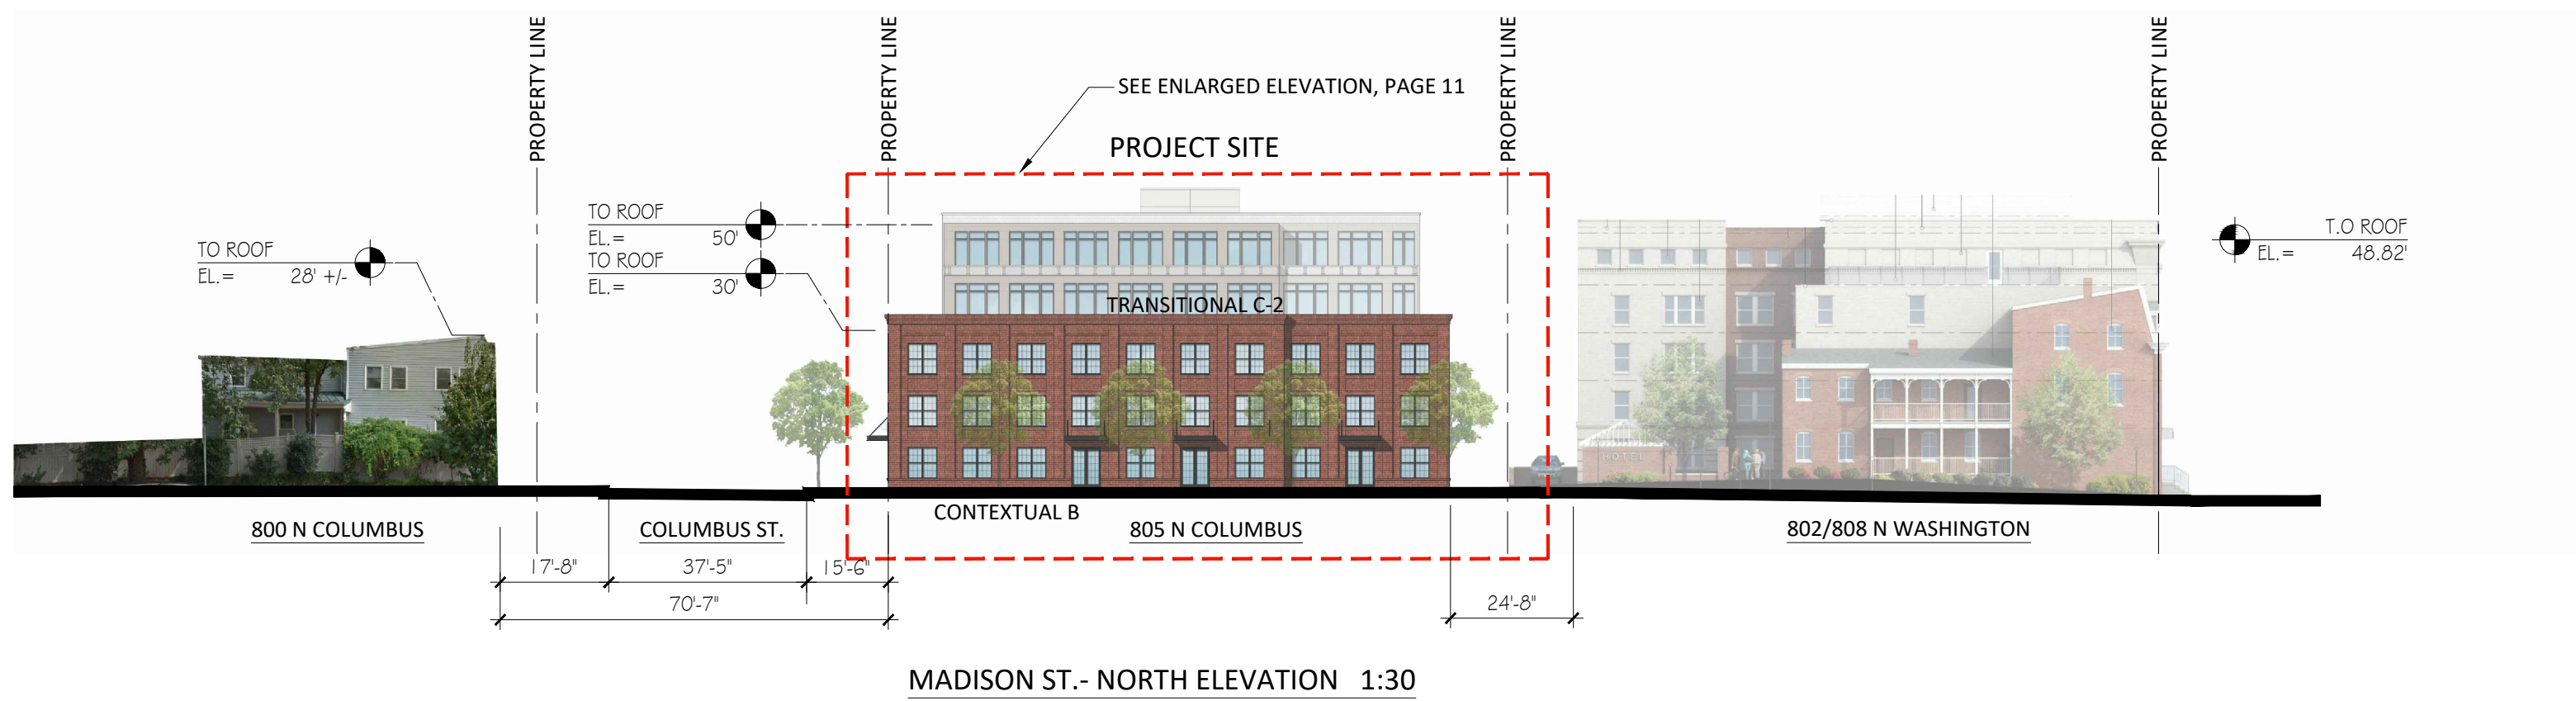 PROPERTY LINE
PROPERTY LINE
PROPERTY LINE
PROPERTY LINE
SEE ENLARGED ELEVATION, PAGE 11
PROJECT SITE
TO ROOF
EL.= 28' +/-
TO ROOF
EL.= 50'
TO ROOF
EL.= 30'
T.O ROOF
EL.= 48.82'
TRANSITIONAL C-2
HOTEL
CONTEXTUAL B
800 N COLUMBUS
COLUMBUS ST.
805 N COLUMBUS
802/808 N WASHINGTON
17'-8"
37'-5"
15'-6"
70'-7"
24'-8"
MADISON ST.- NORTH ELEVATION 1:30